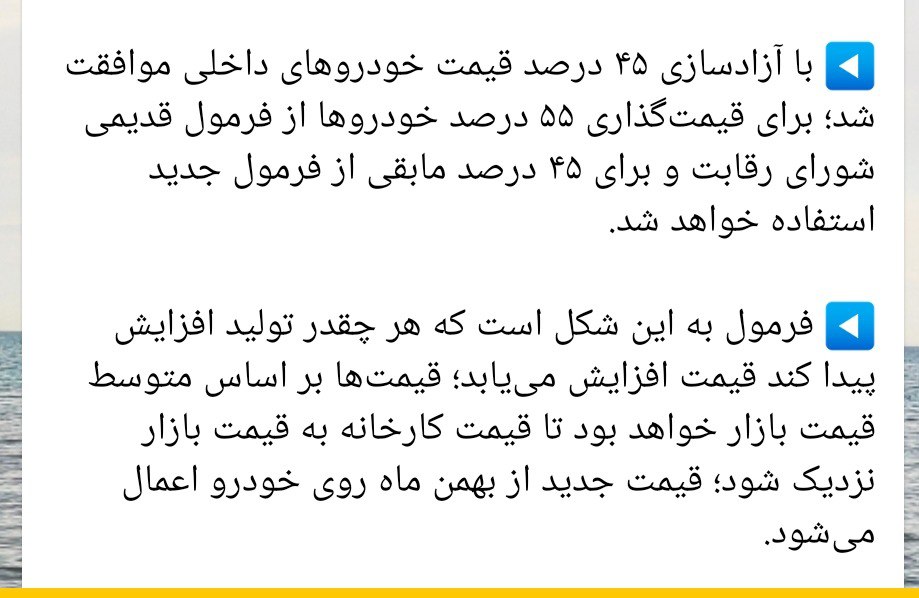 ◀️ با آزادسازی ۴۵ درصد قیمت خودروهای داخلی موافقت
شد؛ برای قیمت‌گذاری ۵۵ درصد خودروها از فرمول قدیمی
شورای رقابت و برای ۴۵ درصد مابقی از فرمول جدید
استفاده خواهد شد.
◀️ فرمول به این شکل است که هر چقدر تولید افزایش
پیدا کند قیمت افزایش می‌یابد؛ قیمت‌ها بر اساس متوسط
قیمت بازار خواهد بود تا قیمت کارخانه به قیمت بازار
نزدیک شود؛ قیمت جدید از بهمن ماه روی خودرو اعمال
می‌شود.